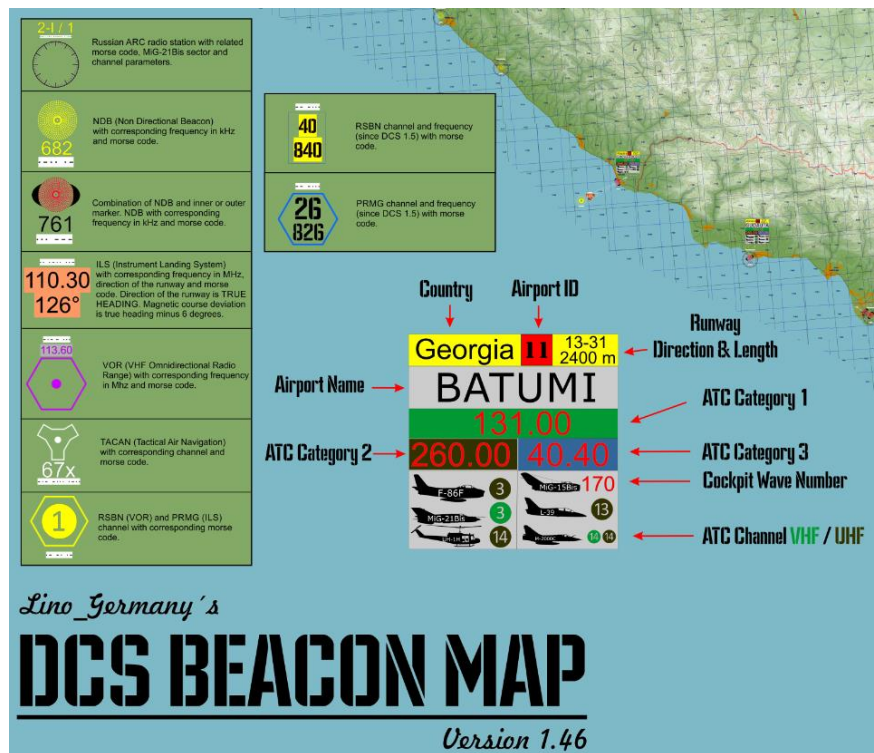 2-I / 1
Russian ARC radio station with related
morse code, MiG-21Bis sector and
channel parameters.
NDB (Non Directional Beacon)
with corresponding frequency in kHz
and morse code.
682
Combination of NDB and inner or outer
marker. NDB with corresponding
frequency in kHz and morse code.
761
ILS (Instrument Landing System)
with corresponding frequency in MHz,
direction of the runway and morse
code. Direction of the runway is TRUE
HEADING. Magnetic course deviation
is true heading minus 6 degrees.
110.30
126°
113.60
VOR (VHF Omnidirectional Radio
Range) with corresponding frequency
in Mhz and morse code.
TACAN (Tactical Air Navigation)
with corresponding channel and
morse code.
67x
RSBN (VOR) and PRMG (ILS)
channel with corresponding morse
code.
1
40
840
RSBN channel and frequency
(since DCS 1.5) with morse
code.
26
826
PRMG channel and frequency
(since DCS 1.5) with morse
code.
Country
Airport ID
Runway
Direction & Length
Georgia 11 13-31
2400 m
Airport Name
BATUMI
ATC Category 1
131.00
ATC Category 2
260.00 40.40
ATC Category 3
Cockpit Wave Number
F-86F 3
MiG-15Bis 170
MiG-21Bis 3
L-39 13
UH-1H 14
M-2000C 14 14
ATC Channel VHF / UHF
Lino_Germany´s
DCS BEACON MAP
Version 1.46